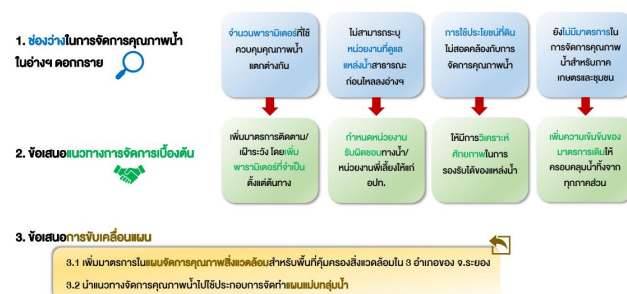 1. ช่องว่างในการจัดการคุณภาพน้ำ
ในอ่างฯ ดอกกราย
จำนวนพารามิเตอร์ที่ใช้
ควบคุมคุณภาพน้ำ
แตกต่างกัน
ไม่สามารถระบุ
หน่วยงานที่ดูแล
แหล่งน้ำสาธารณะ
ก่อนไหลลงอ่างฯ
การใช้ประโยชน์ที่ดิน
ไม่สอดคล้องกับการ
จัดการคุณภาพน้ำ
ยังไม่มีมาตรการใน
การจัดการคุณภาพ
น้ำสำหรับภาค
เกษตรและชุมชน
2. ข้อเสนอแนวทางการจัดการเบื้องต้น
เพิ่มมาตรการติดตาม/
เฝ้าระวัง โดยเพิ่ม
พารามิเตอร์ที่จำเป็น
ตั้งแต่ต้นทาง
กำหนดหน่วยงาน
รับผิดชอบทางน้ำ/
หน่วยงานพี่เลี้ยงให้แก่
อปท.
ให้มีการวิเคราะห์
ศักยภาพในการ
รองรับได้ของแหล่งน้ำ
เพิ่มความเข้มข้นของ
มาตรการเดิมให้
ครอบคลุมน้ำทิ้งจาก
ทุกภาคส่วน
3. ข้อเสนอการขับเคลื่อนแผน
3.1 เพิ่มมาตรการในแผนจัดการคุณภาพสิ่งแวดล้อมสำหรับพื้นที่คุ้มครองสิ่งแวดล้อมใน 3 อำเภอของ จ.ระยอง
3.2 นำแนวทางจัดการคุณภาพน้ำไปใช้ประกอบการจัดทำแผนแม่บทลุ่มน้ำ